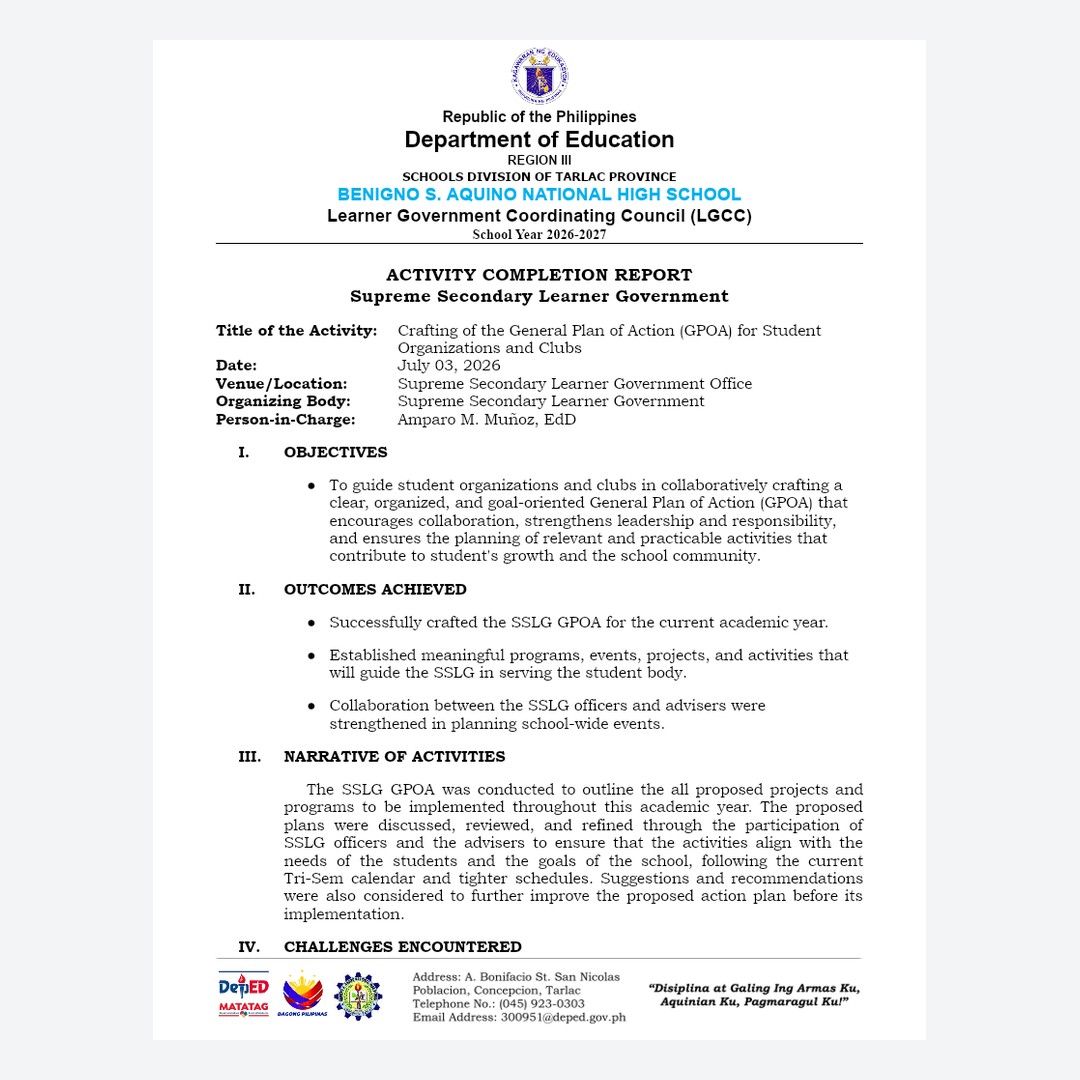 KAGAWARAN NG EDUKASYON
Republic of the Philippines
Department of Education
REGION III
SCHOOLS DIVISION OF TARLAC PROVINCE
BENIGNO S. AQUINO NATIONAL HIGH SCHOOL
Learner Government Coordinating Council (LGCC)
School Year 2026-2027
ACTIVITY COMPLETION REPORT
Supreme Secondary Learner Government
Title of the Activity: Crafting of the General Plan of Action (GPOA) for Student
Organizations and Clubs
Date: July 03, 2026
Venue/Location: Supreme Secondary Learner Government Office
Organizing Body: Supreme Secondary Learner Government
Person-in-Charge: Amparo M. Muñoz, EdD
I. OBJECTIVES
● To guide student organizations and clubs in collaboratively crafting a
clear, organized, and goal-oriented General Plan of Action (GPOA) that
encourages collaboration, strengthens leadership and responsibility,
and ensures the planning of relevant and practicable activities that
contribute to student's growth and the school community.
II. OUTCOMES ACHIEVED
● Successfully crafted the SSLG GPOA for the current academic year.
● Established meaningful programs, events, projects, and activities that
will guide the SSLG in serving the student body.
● Collaboration between the SSLG officers and advisers were
strengthened in planning school-wide events.
III. NARRATIVE OF ACTIVITIES
The SSLG GPOA was conducted to outline the all proposed projects and
programs to be implemented throughout this academic year. The proposed
plans were discussed, reviewed, and refined through the participation of
SSLG officers and the advisers to ensure that the activities align with the
needs of the students and the goals of the school, following the current
Tri-Sem calendar and tighter schedules. Suggestions and recommendations
were also considered to further improve the proposed action plan before its
implementation.
IV. CHALLENGES ENCOUNTERED
DepED
MATATAG
BAGONG PILIPINAS
Address: A. Bonifacio St. San Nicolas
Poblacion, Concepcion, Tarlac
Telephone No.: (045) 923-0303
Email Address: 300951@deped.gov.ph
“Disiplina at Galing Ing Armas Ku,
Aquinian Ku, Pagmaragul Ku!”